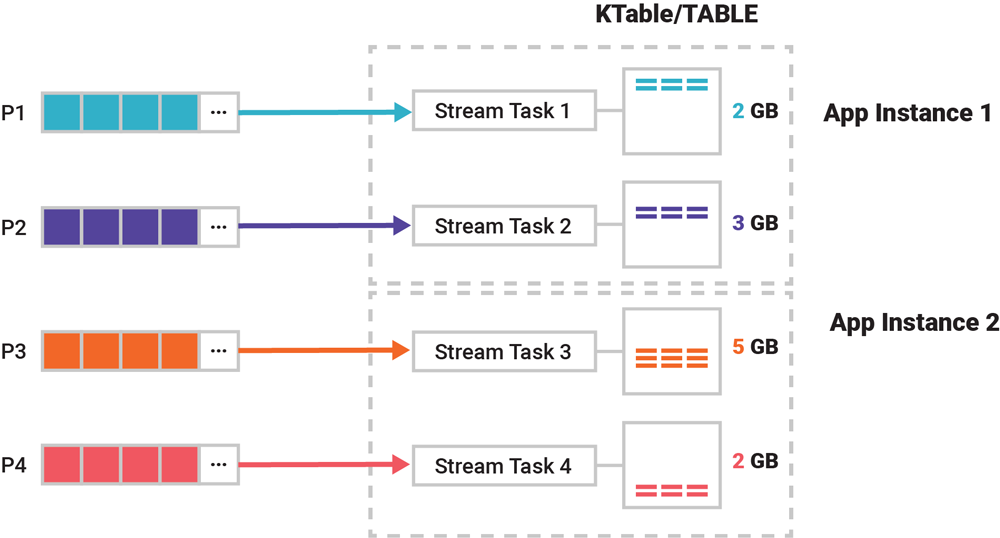 KTable/TABLE
P1
...
Stream Task 1
2 GB
App Instance 1
P2
...
Stream Task 2
3 GB
App Instance 2
P3
...
Stream Task 3
5 GB
P4
...
Stream Task 4
2 GB